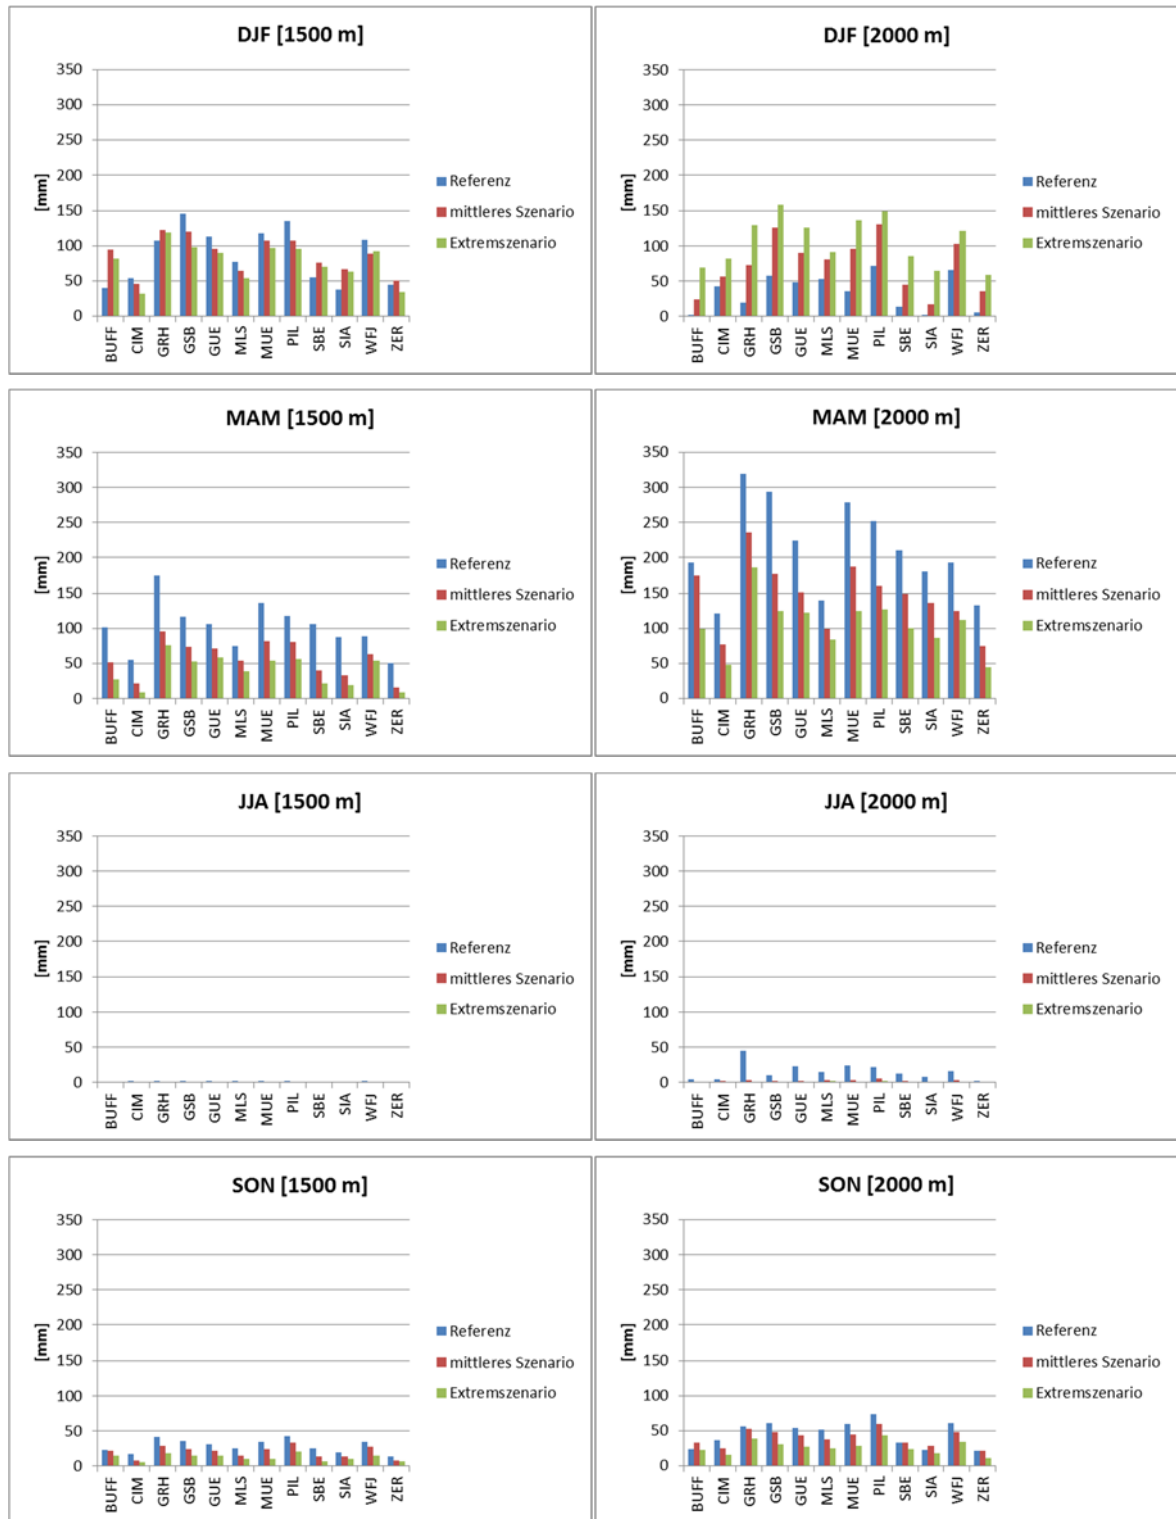 DJF [1500 m]
350
300
250
200
150
100
50
0
[mm]
BUFF CIM GRH GSB GUE MLS MUE PIL SBE SIA WFJ ZER
Referenz
mittleres Szenario
Extremszenario
DJF [2000 m]
350
300
250
200
150
100
50
0
[mm]
BUFF CIM GRH GSB GUE MLS MUE PIL SBE SIA WFJ ZER
Referenz
mittleres Szenario
Extremszenario
MAM [1500 m]
350
300
250
200
150
100
50
0
[mm]
BUFF CIM GRH GSB GUE MLS MUE PIL SBE SIA WFJ ZER
Referenz
mittleres Szenario
Extremszenario
MAM [2000 m]
350
300
250
200
150
100
50
0
[mm]
BUFF CIM GRH GSB GUE MLS MUE PIL SBE SIA WFJ ZER
Referenz
mittleres Szenario
Extremszenario
JJA [1500 m]
350
300
250
200
150
100
50
0
[mm]
BUFF CIM GRH GSB GUE MLS MUE PIL SBE SIA WFJ ZER
Referenz
mittleres Szenario
Extremszenario
JJA [2000 m]
350
300
250
200
150
100
50
0
[mm]
BUFF CIM GRH GSB GUE MLS MUE PIL SBE SIA WFJ ZER
Referenz
mittleres Szenario
Extremszenario
SON [1500 m]
350
300
250
200
150
100
50
0
[mm]
BUFF CIM GRH GSB GUE MLS MUE PIL SBE SIA WFJ ZER
Referenz
mittleres Szenario
Extremszenario
SON [2000 m]
350
300
250
200
150
100
50
0
[mm]
BUFF CIM GRH GSB GUE MLS MUE PIL SBE SIA WFJ ZER
Referenz
mittleres Szenario
Extremszenario